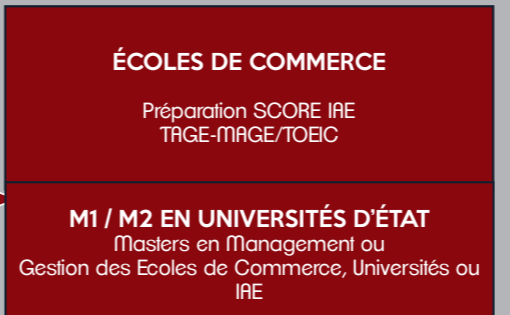 ÉCOLES DE COMMERCE
Préparation SCORE IAE
TAGE-MAGE/TOEIC
M1 / M2 EN UNIVERSITÉS D'ÉTAT
Masters en Management ou
Gestion des Ecoles de Commerce, Universités ou
IAE